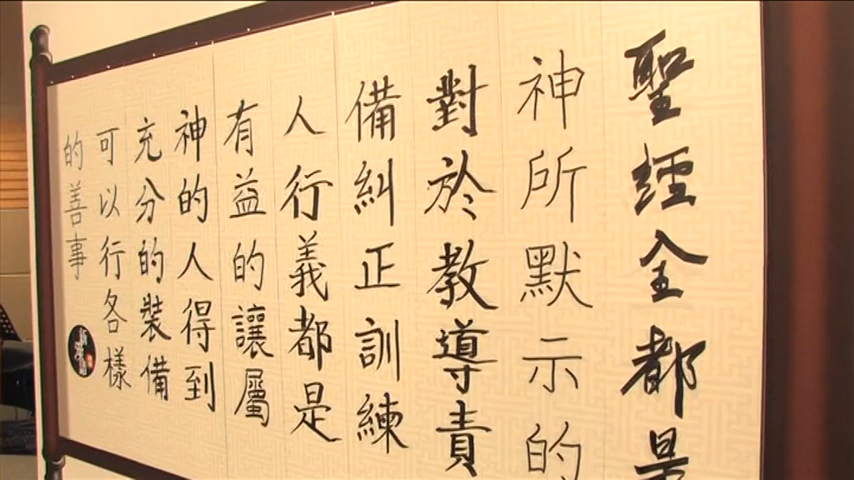 聖經全都是
神所默示的
對於教導責
備糾正訓練
人行義都是
有益的讓屬
神的人得到
充分的裝備
可以行各樣
的善事